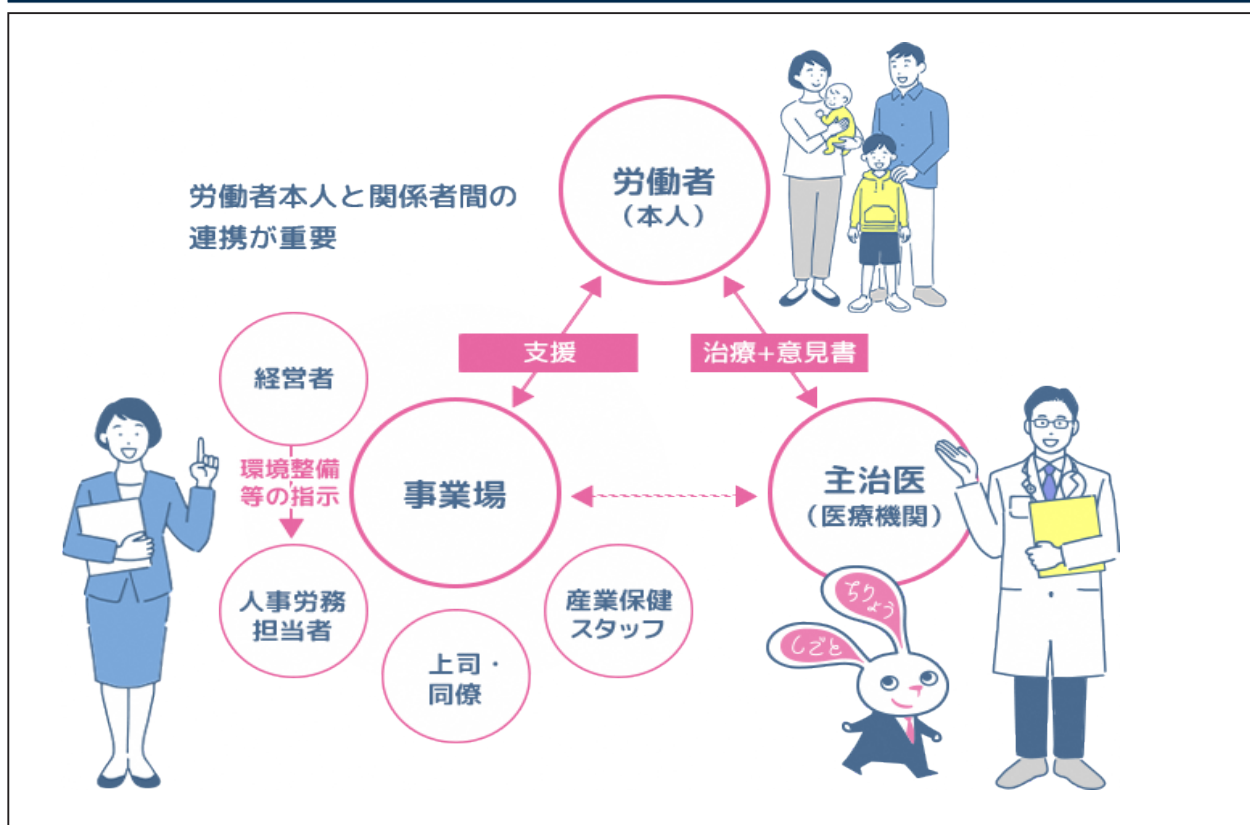 労働者本人と関係者間の
連携が重要
労働者
（本人）
支援
治療+意見書
経営者
環境整備
等の指示
事業場
主治医
（医療機関）
人事労務
担当者
上司・
同僚
産業保健
スタッフ
ちりょう
しごと